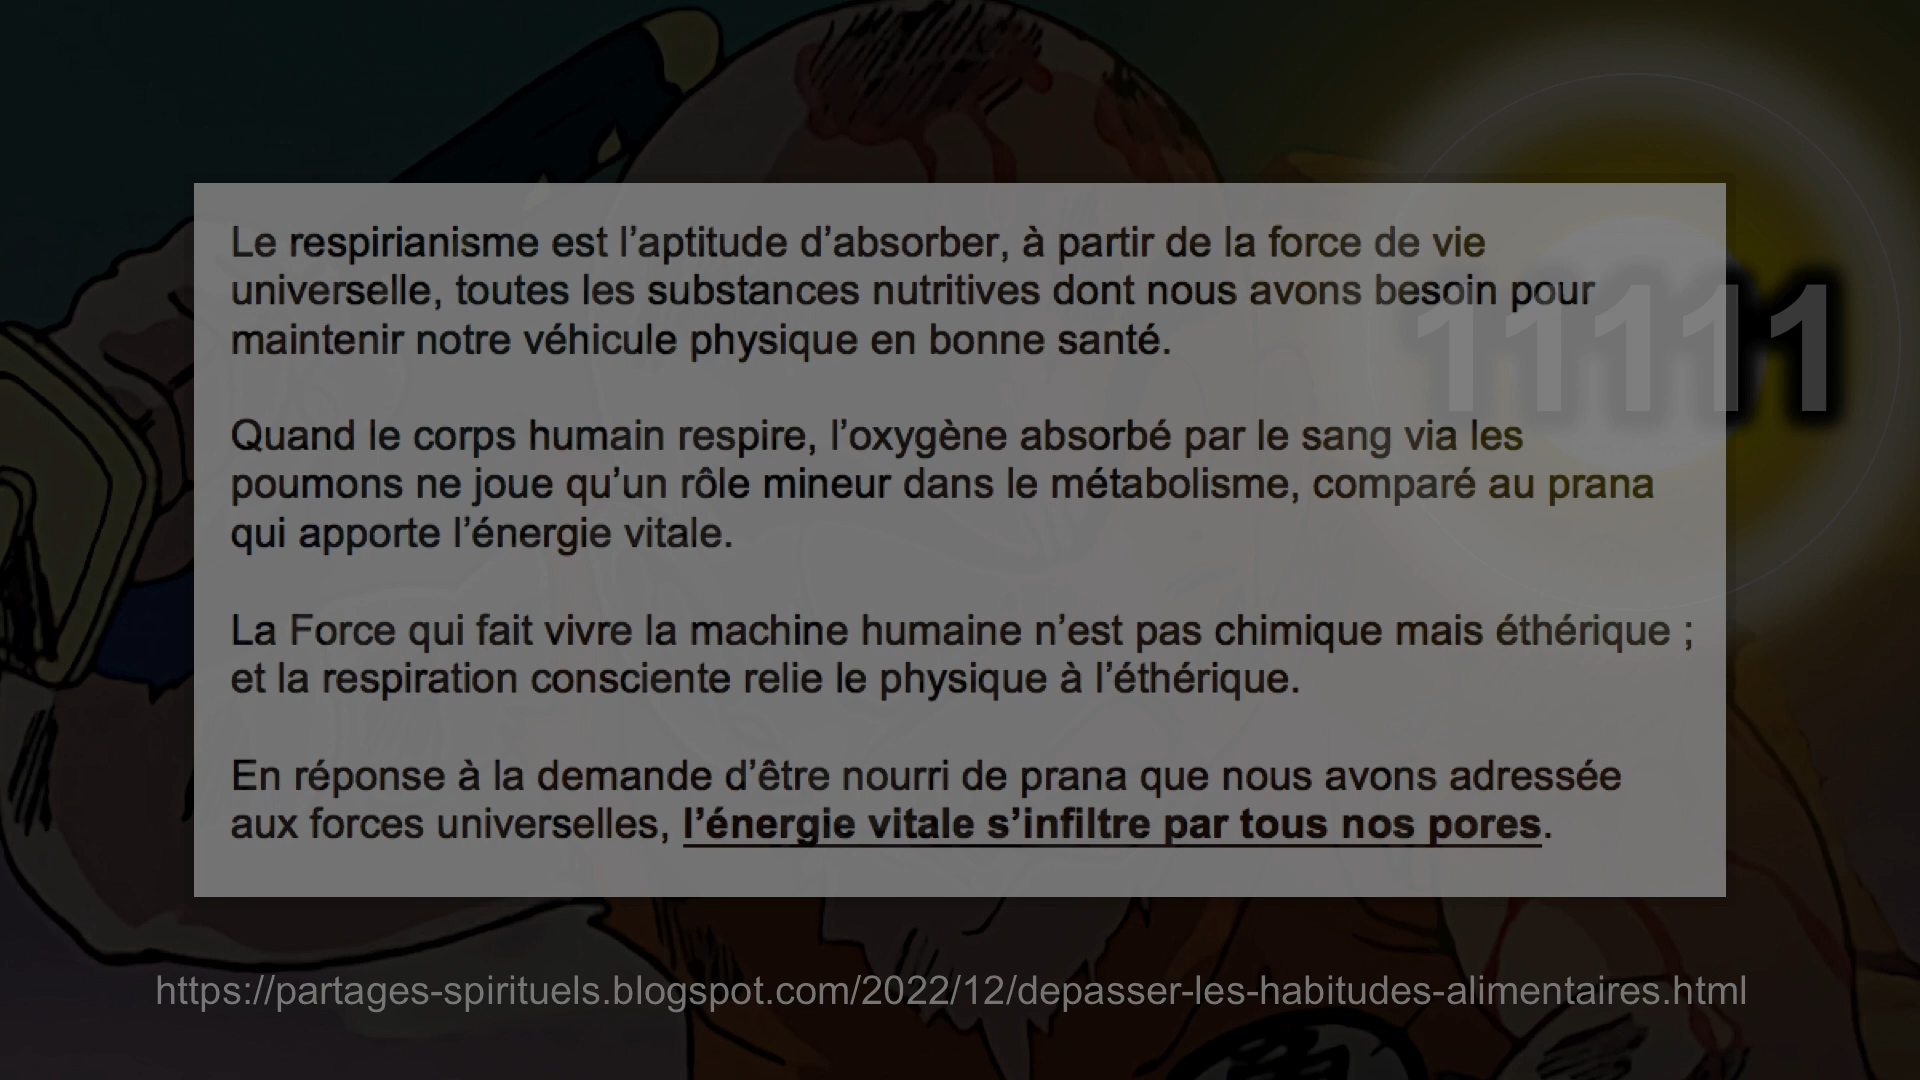 Le respirianisme est l’aptitude d’absorber, à partir de la force de vie
universelle, toutes les substances nutritives dont nous avons besoin pour
maintenir notre véhicule physique en bonne santé.
11111
Quand le corps humain respire, l’oxygène absorbé par le sang via les
poumons ne joue qu’un rôle mineur dans le métabolisme, comparé au prana
qui apporte l’énergie vitale.
La Force qui fait vivre la machine humaine n’est pas chimique mais éthérique ;
et la respiration consciente relie le physique à l’éthérique.
En réponse à la demande d’être nourri de prana que nous avons adressée
aux forces universelles, l’énergie vitale s’infiltre par tous nos pores.
https://partages-spirituels.blogspot.com/2022/12/depasser-les-habitudes-alimentaires.html